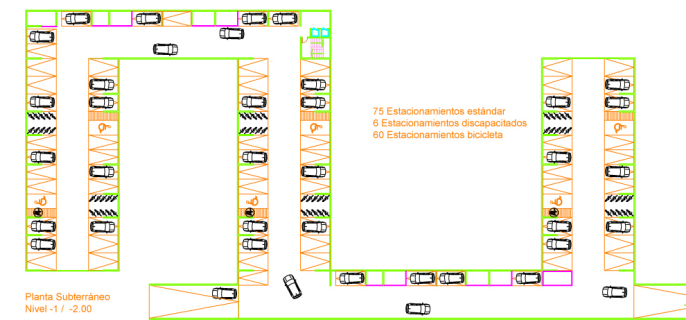 75 Estacionamientos estándar
6 Estacionamientos discapacitados
60 Estacionamientos bicicleta
Planta Subterráneo
Nivel -1 / -2.00